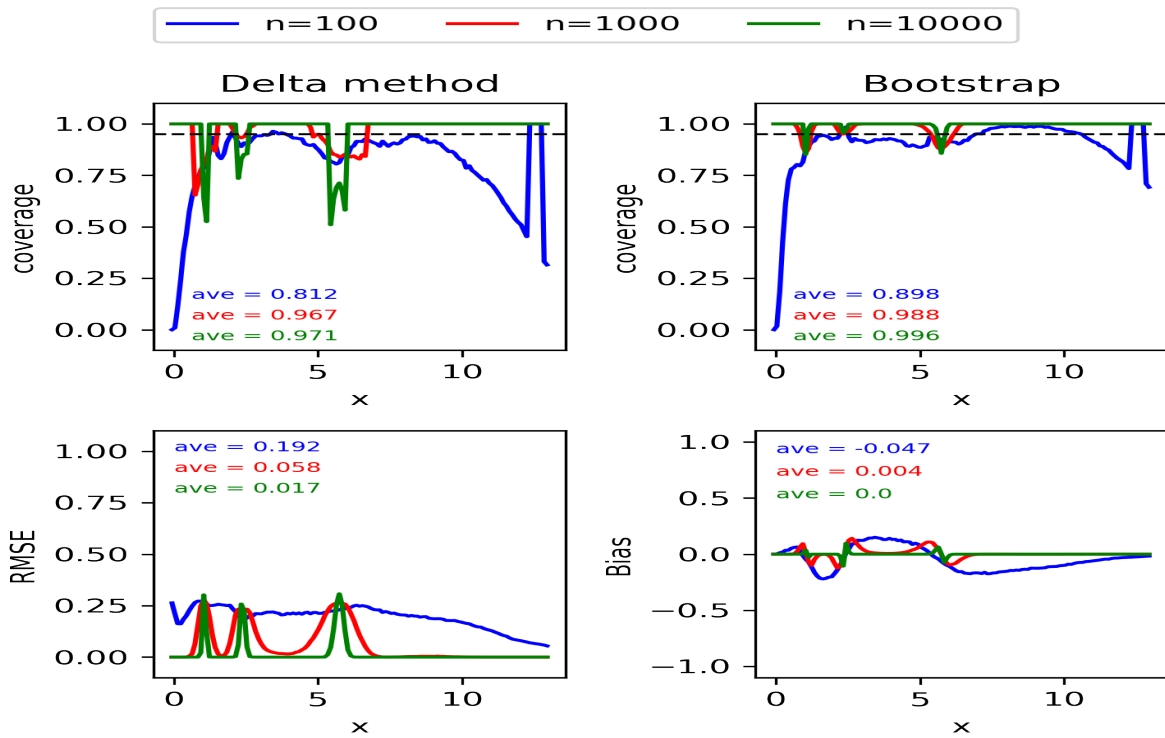 n=100 n=1000 n=10000
Delta method
coverage
1.00
0.75
0.50
0.25
0.00
ave = 0.812
ave = 0.967
ave = 0.971
0 5 10
x
Bootstrap
coverage
1.00
0.75
0.50
0.25
0.00
ave = 0.898
ave = 0.988
ave = 0.996
0 5 10
x
RMSE
1.00
0.75
0.50
0.25
0.00
ave = 0.192
ave = 0.058
ave = 0.017
0 5 10
x
Bias
1.0
0.5
0.0
−0.5
−1.0
ave = -0.047
ave = 0.004
ave = 0.0
0 5 10
x